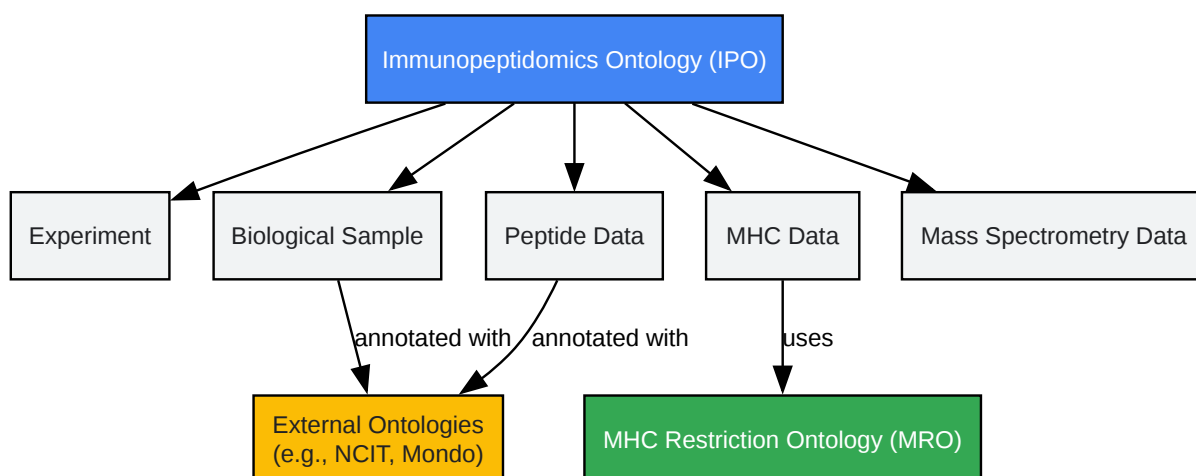 Immunopeptidomics Ontology (IPO)
Experiment
Biological Sample
Peptide Data
MHC Data
Mass Spectrometry Data
annotated with
annotated with
uses
External Ontologies
(e.g., NCIT, Mondo)
MHC Restriction Ontology (MRO)